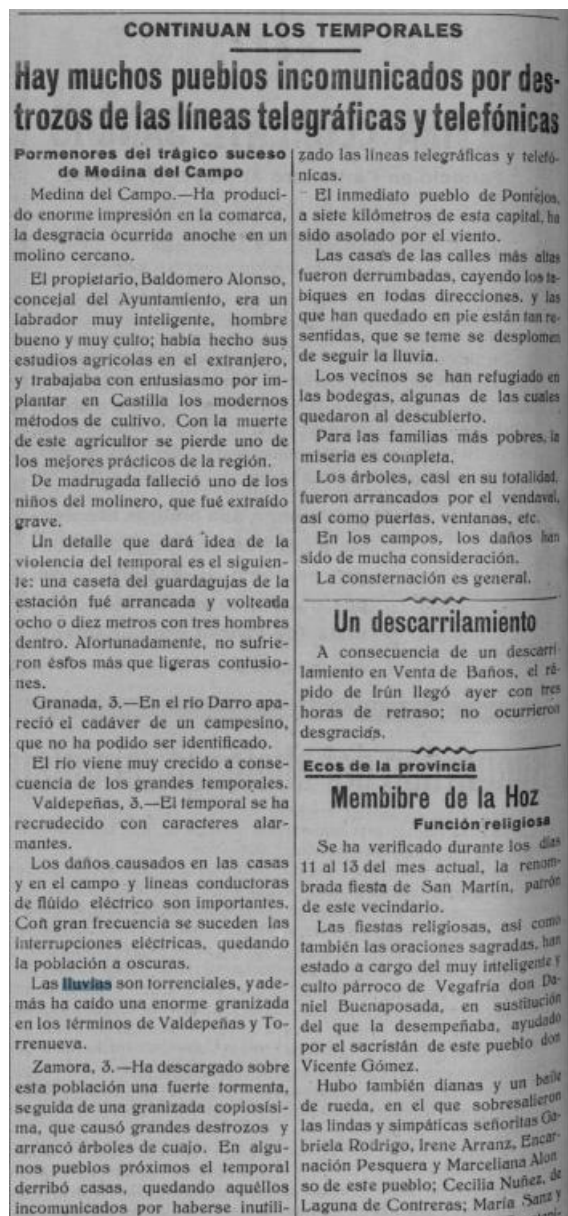 CONTINUAN LOS TEMPORALES
Hay muchos pueblos incomunicados por des-
trozos de las líneas telegráficas y telefónicas
Pormenores del trágico suceso
de Medina del Campo
Medina del Campo.—Ha produci-
do enorme impresión en la comarca,
la desgracia ocurrida anoche en un
molino cercano.
El propietario, Baldomero Alonso,
concejal del Ayuntamiento, era un
labrador muy inteligente, hombre
bueno y muy culto; había hecho sus
estudios agrícolas en el extranjero,
y trabajaba con entusiasmo por im-
plantar en Castilla los modernos
métodos de cultivo. Con la muerte
de este agricultor se pierde uno de
los mejores prácticos de la región.
De madrugada falleció uno de los
niños del molinero, que fué extraído
grave.
Un detalle que dará idea de la
violencia del temporal es el siguien-
te: una caseta del guardagujas de la
estación fué arrancada y volteada
ocho o diez metros con tres hombres
dentro. Afortunadamente, no sufrie-
ron éstos más que ligeras contusio-
nes.
Granada, 3.—En el río Darro apa-
reció el cadáver de un campesino,
que no ha podido ser identificado.
El río viene muy crecido a conse-
cuencia de los grandes temporales.
Valdepeñas, 3.—El temporal se ha
recrudecido con caracteres alar-
mantes.
Los daños causados en las casas
y en el campo y líneas conductoras
de flúido eléctrico son importantes.
Con gran frecuencia se suceden las
interrupciones eléctricas, quedando
la población a oscuras.
Las lluvias son torrenciales, y ade-
más ha caído una enorme granizada
en los términos de Valdepeñas y To-
rrenueva.
Zamora, 3.—Ha descargado sobre
esta población una fuerte tormenta,
seguida de una granizada copiosísi-
ma, que causó grandes destrozos y
arrancó árboles de cuajo. En algu-
nos pueblos próximos el temporal
derribó casas, quedando aquéllos
incomunicados por haberse inutili-
zado las líneas telegráficas y telefó-
nicas.
El inmediato pueblo de Pontejos,
a siete kilómetros de esta capital, ha
sido asolado por el viento.
Las casas de las calles más altas
fueron derrumbadas, cayendo los ta-
biques en todas direcciones, y las
que han quedado en pie están tan re-
sentidas, que se teme se desplomen
de seguir la lluvia.
Los vecinos se han refugiado en
las bodegas, algunas de las cuales
quedaron al descubierto.
Para las familias más pobres, la
miseria es completa.
Los árboles, casi en su totalidad,
fueron arrancados por el vendaval,
así como puertas, ventanas, etc.
En los campos, los daños han
sido de mucha consideración.
La consternación es general.
Un descarrilamiento
A consecuencia de un descarri-
lamiento en Venta de Baños, el rá-
pido de Irún llegó ayer con tres
horas de retraso; no ocurrieron
desgracias.
Ecos de la provincia
Membibre de la Hoz
Función religiosa
Se ha verificado durante los días
11 al 13 del mes actual, la renom-
brada fiesta de San Martín, patrón
de este vecindario.
Las fiestas religiosas, así como
también las oraciones sagradas, han
estado a cargo del muy inteligente y
culto párroco de Vegafría don Da-
niel Buenaposada, en sustitución
del que la desempeñaba, ayudado
por el sacristán de este pueblo don
Vicente Gómez.
Hubo también dianas y un baile
de rueda, en el que sobresalieron
las lindas y simpáticas señoritas Ga-
briela Rodrigo, Irene Arranz, Encar-
nación Pesquera y Marceliana Alon
so de este pueblo; Cecilia Nuñez, de
Laguna de Contreras; María Sanz y